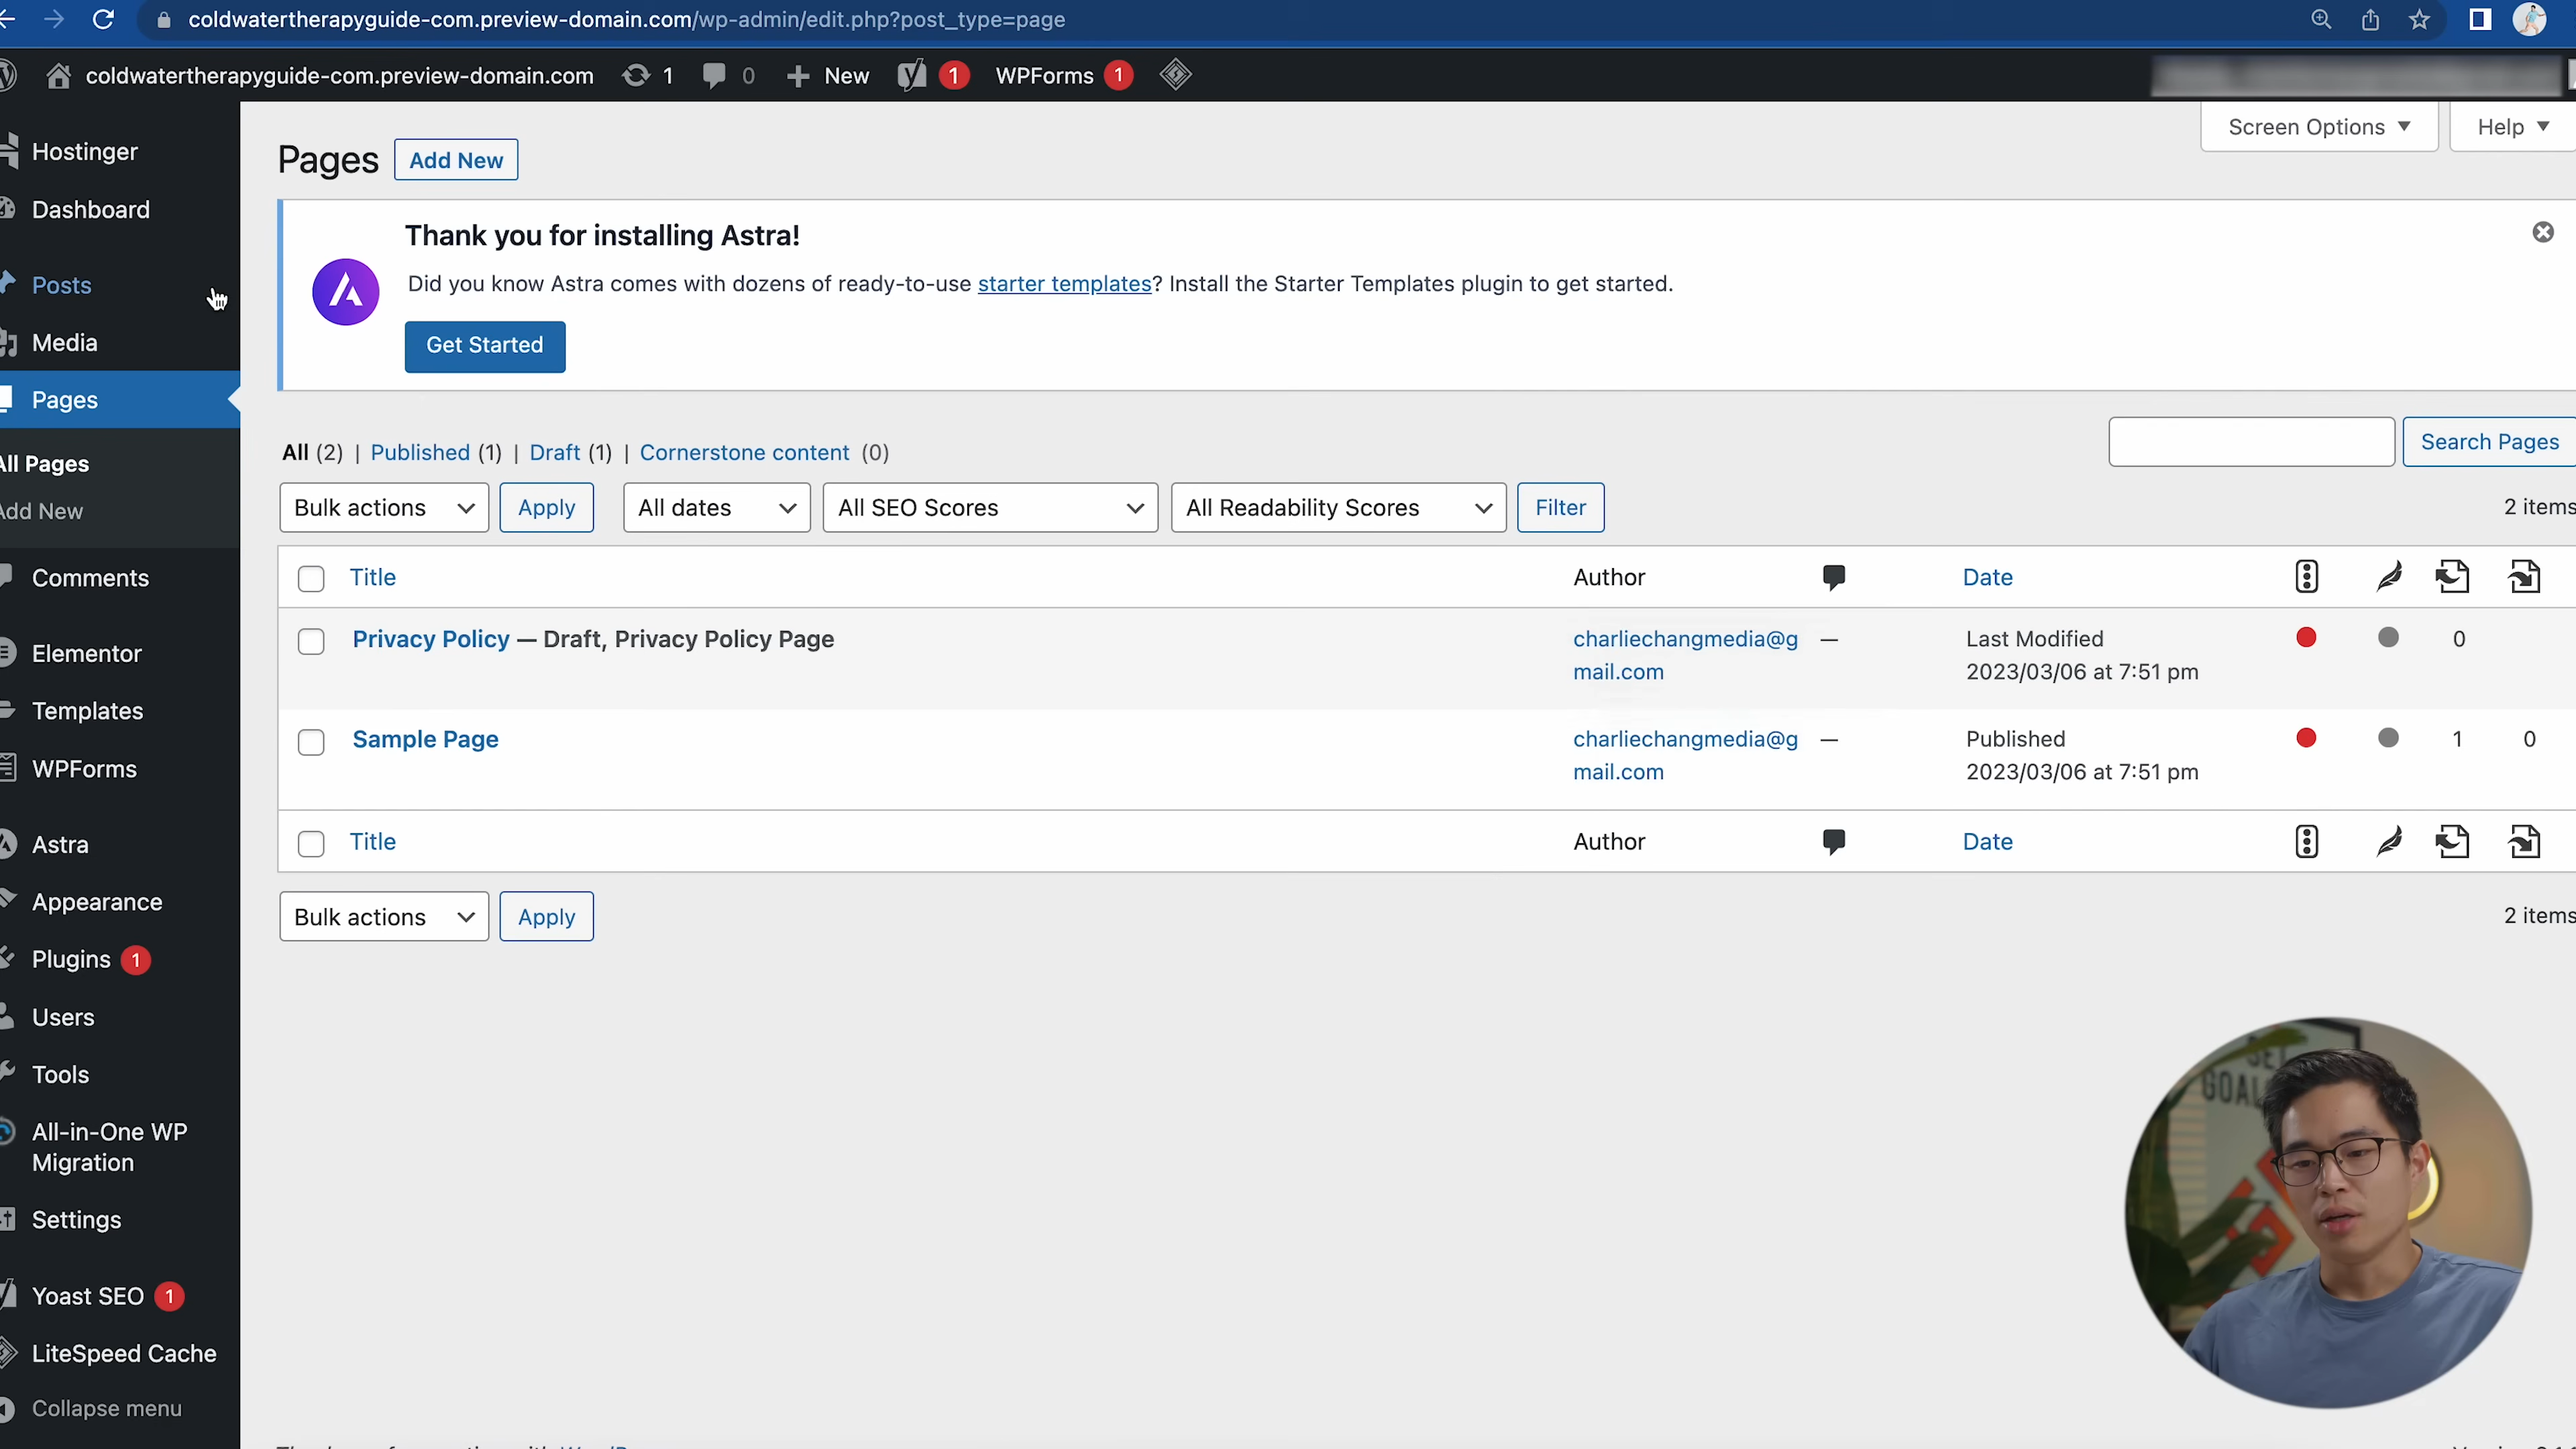 coldwatertherapyguide-com.preview-domain.com/wp-admin/edit.php?post_type=page
coldwatertherapyguide-com.preview-domain.com 1 0 New 1 WPForms 1
Screen Options Help
Hostinger
Dashboard
Posts
Media
Pages
All Pages
Add New
Comments
Elementor
Templates
WPForms
Astra
Appearance
Plugins 1
Users
Tools
All-in-One WP
Migration
Settings
Yoast SEO 1
LiteSpeed Cache
Collapse menu
Pages Add New
Thank you for installing Astra!
Did you know Astra comes with dozens of ready-to-use starter templates? Install the Starter Templates plugin to get started.
Get Started
All (2) | Published (1) | Draft (1) | Cornerstone content (0)
Search Pages
Bulk actions Apply All dates All SEO Scores All Readability Scores Filter 2 items
Title Author Date
Privacy Policy — Draft, Privacy Policy Page charliechangmedia@g — Last Modified 0
mail.com 2023/03/06 at 7:51 pm
Sample Page charliechangmedia@g — Published 1 0
mail.com 2023/03/06 at 7:51 pm
Title Author Date
Bulk actions Apply 2 items